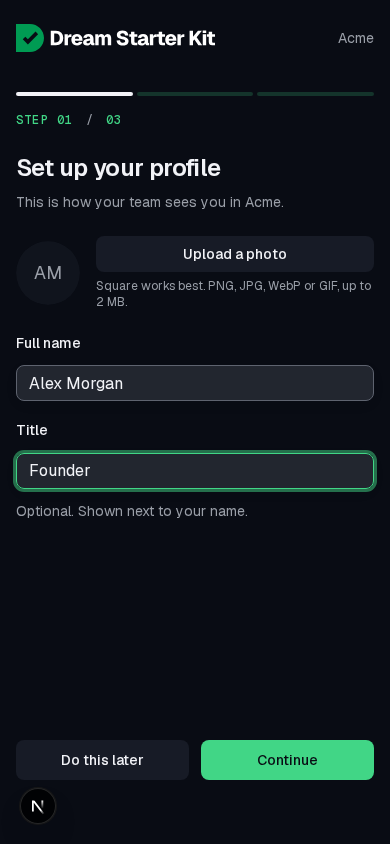 Dream Starter Kit
Acme
STEP 01 / 03
Set up your profile
This is how your team sees you in Acme.
AM
Upload a photo
Square works best. PNG, JPG, WebP or GIF, up to
2 MB.
Full name
Alex Morgan
Title
Founder
Optional. Shown next to your name.
Do this later
Continue
N